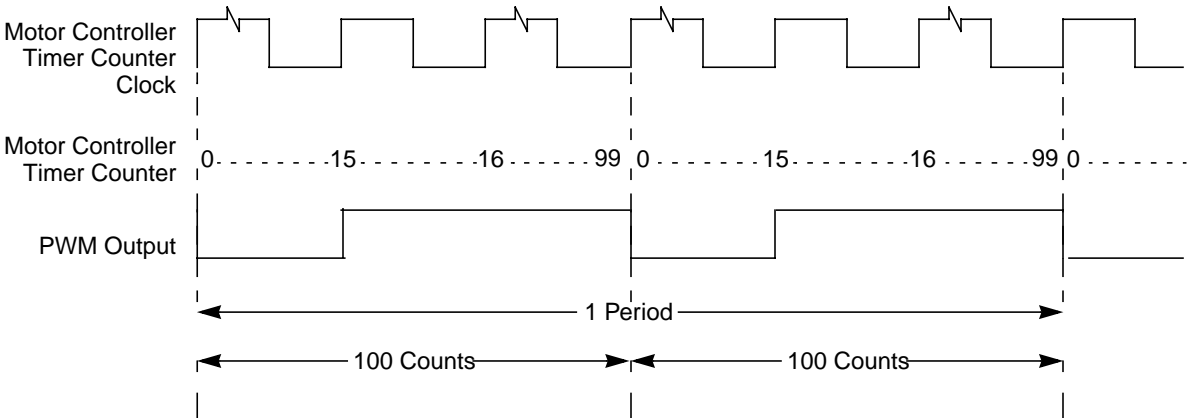 Motor Controller
Timer Counter
Clock
Motor Controller
Timer Counter
0 15 16 99 0 15 16 99 0
PWM Output
1 Period
100 Counts 100 Counts